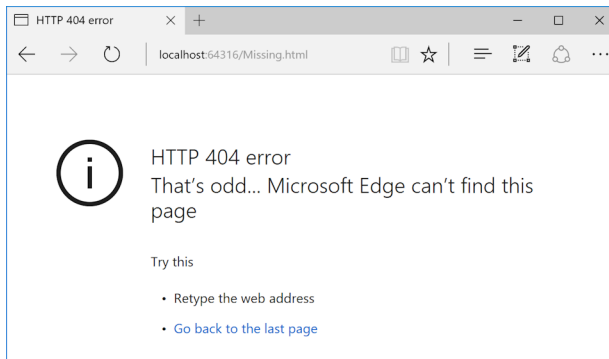 HTTP 404 error
localhost:64316/Missing.html
HTTP 404 error
That's odd... Microsoft Edge can't find this
page
Try this
• Retype the web address
• Go back to the last page